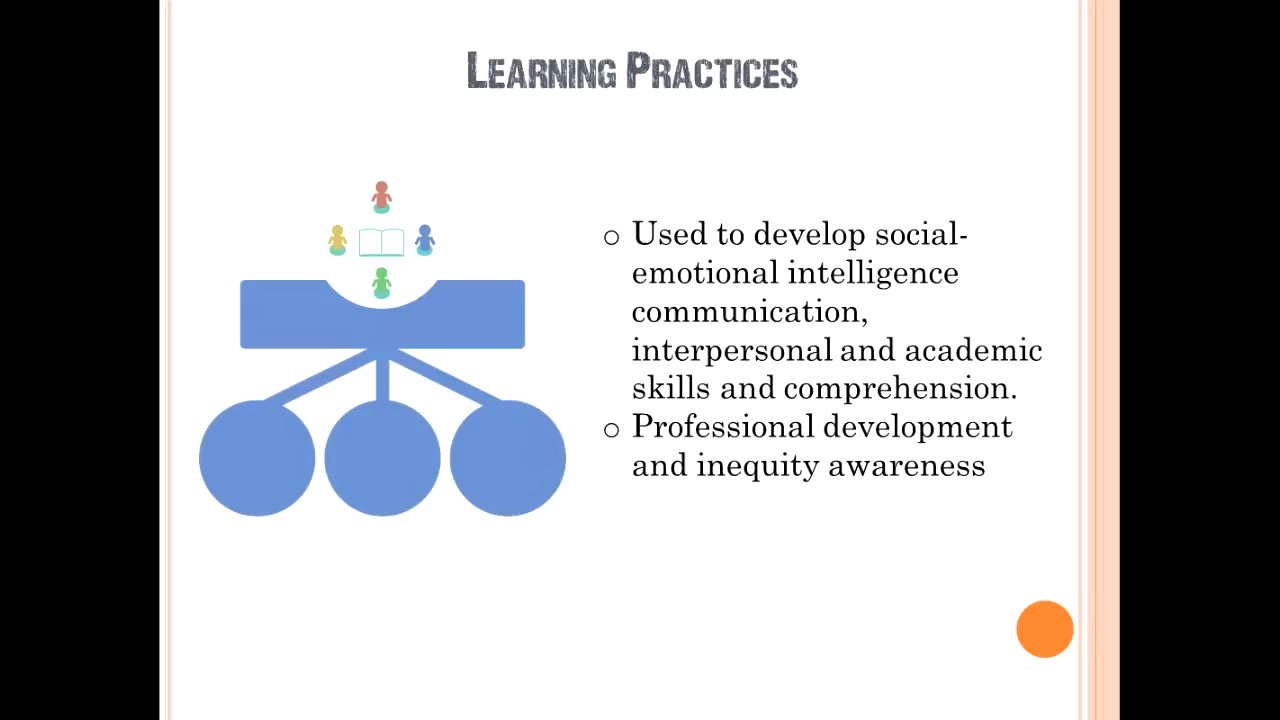 Learning Practices
o Used to develop social-
emotional intelligence
communication,
interpersonal and academic
skills and comprehension.
o Professional development
and inequity awareness